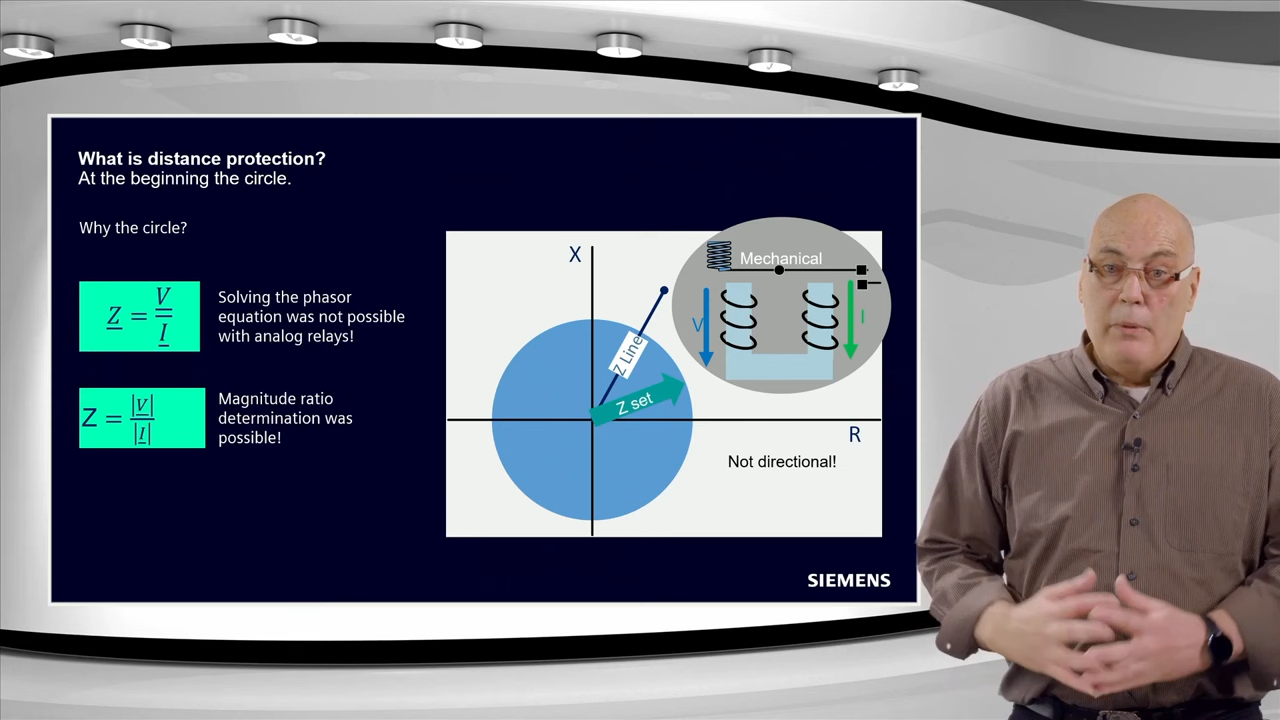 What is distance protection?
At the beginning the circle.
Why the circle?
Z = V / I
Solving the phasor
equation was not possible
with analog relays!
Z = |V| / |I|
Magnitude ratio
determination was
possible!
X
Mechanical
V
I
Z Line
Z set
R
Not directional!
SIEMENS